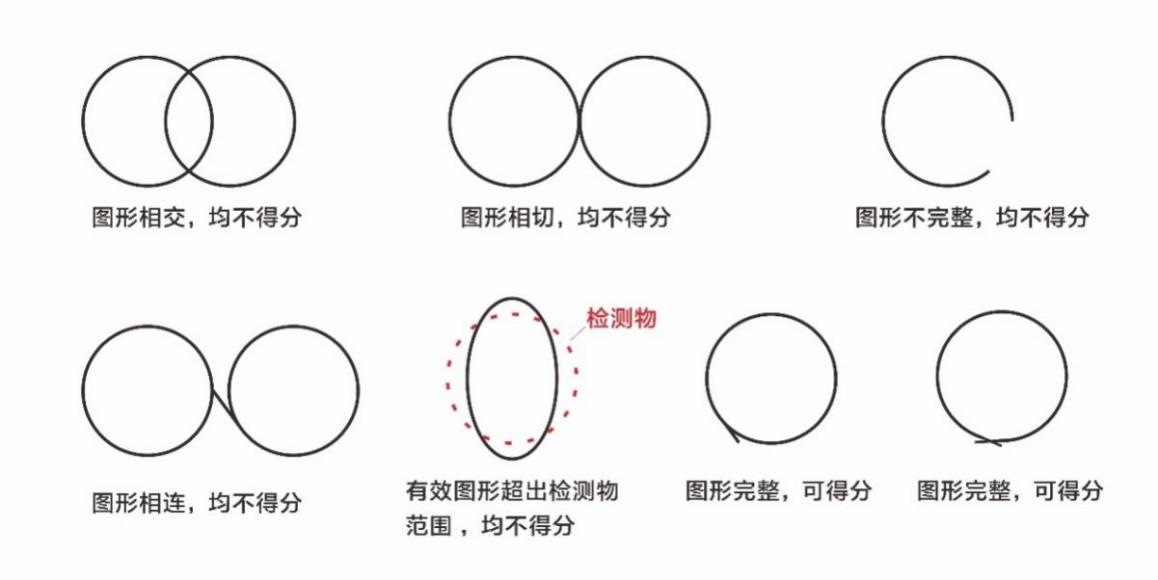 图形相交，均不得分
图形相切，均不得分
图形不完整，均不得分
检测物
图形相连，均不得分
有效图形超出检测物
范围，均不得分
图形完整，可得分
图形完整，可得分